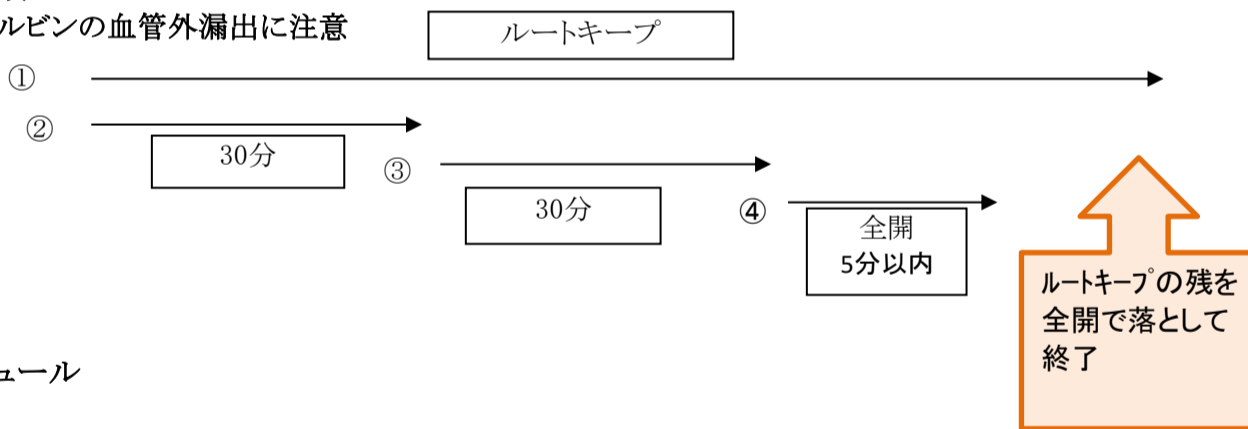 ルビンの血管外漏出に注意
ルートキープ
①
②
30分
③
30分
④
全開
5分以内
ルートキープの残を
全開で落として
終了
ュール